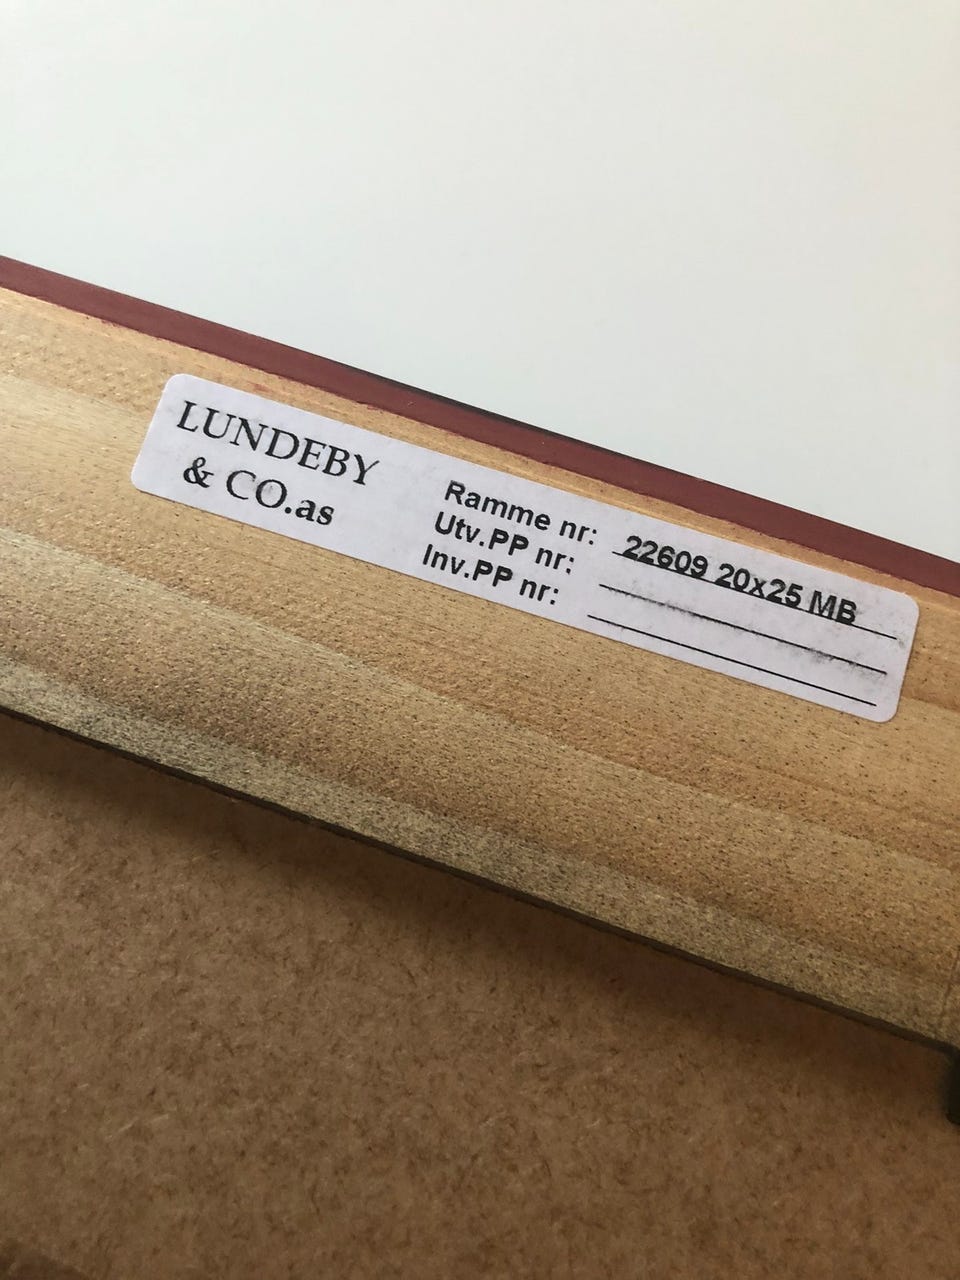 LUNDEBY
& CO.as
Ramme nr: 22609 20x25 MB
Utv.PP nr:
Inv.PP nr: